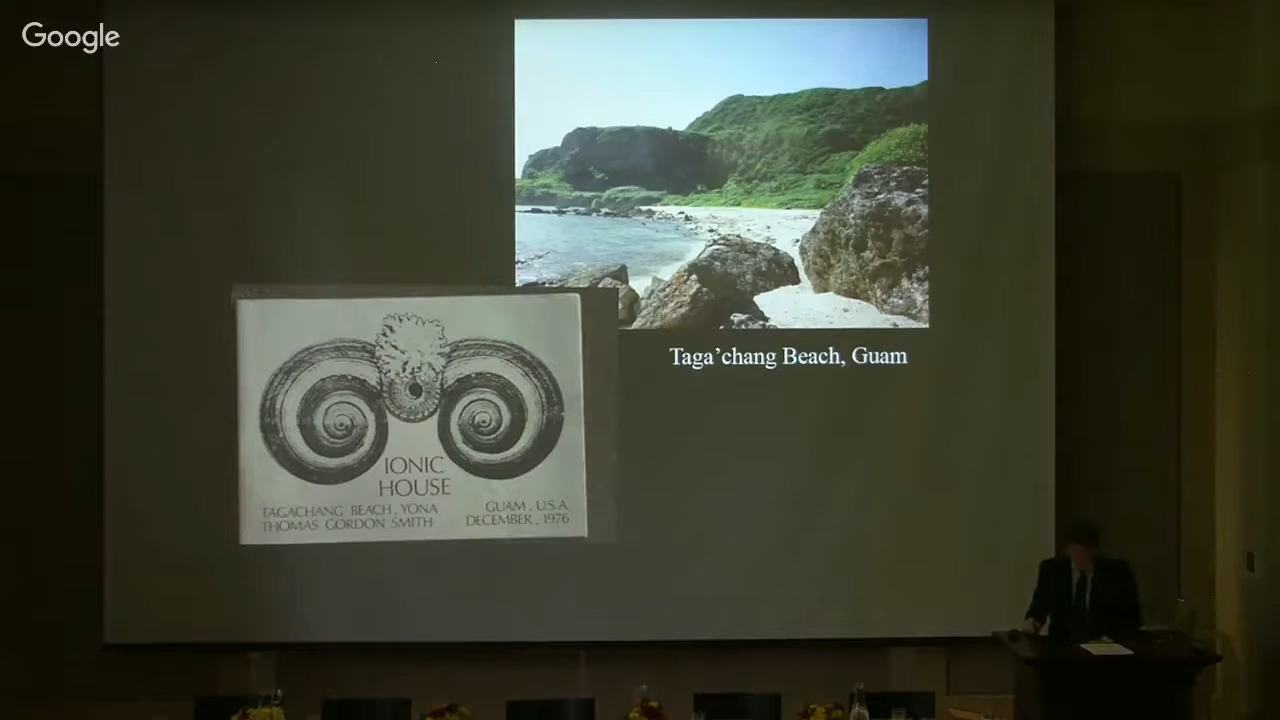 Google
Taga’chang Beach, Guam
IONIC
HOUSE
TAGACHANG BEACH, YONA
THOMAS GORDON SMITH
GUAM, U.S.A
DECEMBER, 1976